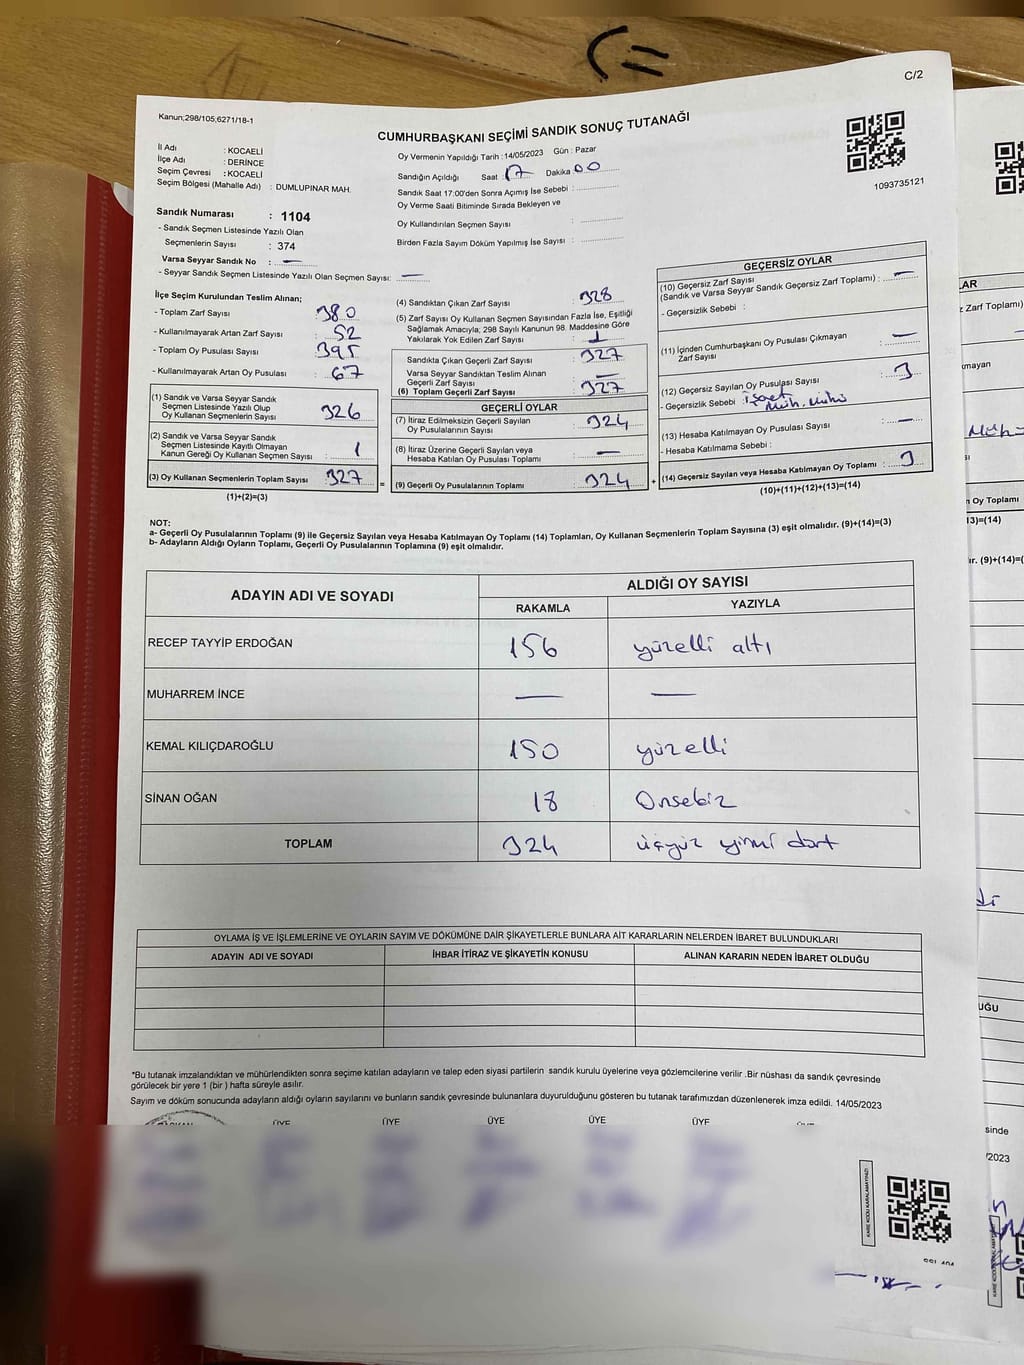 C/2
Kanun;298/105,6271/18-1
CUMHURBAŞKANI SEÇİMİ SANDIK SONUÇ TUTANAĞI
1093735121
İl Adı : KOCAELİ
İlçe Adı : DERİNCE
Seçim Çevresi : KOCAELİ
Seçim Bölgesi (Mahalle Adı) : DUMLUPINAR MAH.
Oy Vermenin Yapıldığı Tarih :14/05/2023 Gün : Pazar
Sandığın Açıldığı Saat : 17 Dakika 00
Sandık Saat 17:00'den Sonra Açımış İse Sebebi :
Oy Verme Saati Bitiminde Sırada Bekleyen ve
Oy Kullandırılan Seçmen Sayısı :
Birden Fazla Sayım Döküm Yapılmış İse Sayısı :
Sandık Numarası : 1104
- Sandık Seçmen Listesinde Yazılı Olan
Seçmenlerin Sayısı : 374
Varsa Seyyar Sandık No : —
- Seyyar Sandık Seçmen Listesinde Yazılı Olan Seçmen Sayısı: —
İlçe Seçim Kurulundan Teslim Alınan;
- Toplam Zarf Sayısı : 380
- Kullanılmayarak Artan Zarf Sayısı : 52
- Toplam Oy Pusulası Sayısı : 395
- Kullanılmayarak Artan Oy Pusulası : 67
(1) Sandık ve Varsa Seyyar Sandık
Seçmen Listesinde Yazılı Olup
Oy Kullanan Seçmenlerin Sayısı : 326
(2) Sandık ve Varsa Seyyar Sandık
Seçmen Listesinde Kayıtlı Olmayan
Kanun Gereği Oy Kullanan Seçmen Sayısı : 1
(3) Oy Kullanan Seçmenlerin Toplam Sayısı : 327
(1)+(2)=(3)
(4) Sandıktan Çıkan Zarf Sayısı : 328
(5) Zarf Sayısı Oy Kullanan Seçmen Sayısından Fazla İse, Eşitliği
Sağlamak Amacıyla; 298 Sayılı Kanunun 98. Maddesine Göre
Yakılarak Yok Edilen Zarf Sayısı : 1
Sandıkta Çıkan Geçerli Zarf Sayısı : 327
Varsa Seyyar Sandıktan Teslim Alınan
Geçerli Zarf Sayısı : —
(6) Toplam Geçerli Zarf Sayısı : 327
GEÇERLİ OYLAR
(7) İtiraz Edilmeksizin Geçerli Sayılan
Oy Pusulalarının Sayısı : 324
(8) İtiraz Üzerine Geçerli Sayılan veya
Hesaba Katılan Oy Pusulası Toplamı : —
= (9) Geçerli Oy Pusulalarının Toplamı : 324
GEÇERSİZ OYLAR
(10) Geçersiz Zarf Sayısı
(Sandık ve Varsa Seyyar Sandık Geçersiz Zarf Toplamı) : —
- Geçersizlik Sebebi :
(11) İçinden Cumhurbaşkanı Oy Pusulası Çıkmayan
Zarf Sayısı : —
(12) Geçersiz Sayılan Oy Pusulası Sayısı : 3
- Geçersizlik Sebebi : işaret
Müh. Mühü
(13) Hesaba Katılmayan Oy Pusulası Sayısı : —
- Hesaba Katılmama Sebebi :
+ (14) Geçersiz Sayılan veya Hesaba Katılmayan Oy Toplamı : 3
(10)+(11)+(12)+(13)=(14)
NOT:
a- Geçerli Oy Pusulalarının Toplamı (9) ile Geçersiz Sayılan veya Hesaba Katılmayan Oy Toplamı (14) Toplamları, Oy Kullanan Seçmenlerin Toplam Sayısına (3) eşit olmalıdır. (9)+(14)=(3)
b- Adayların Aldığı Oyların Toplamı, Geçerli Oy Pusulalarının Toplamına (9) eşit olmalıdır.
ADAYIN ADI VE SOYADI
ALDIĞI OY SAYISI
RAKAMLA YAZIYLA
RECEP TAYYİP ERDOĞAN 156 yüzelli altı
MUHARREM İNCE — —
KEMAL KILIÇDAROĞLU 150 yüzelli
SİNAN OĞAN 18 Onsekiz
TOPLAM 324 üçyüz yirmi dört
OYLAMA İŞ VE İŞLEMLERİNE VE OYLARIN SAYIM VE DÖKÜMÜNE DAİR ŞİKAYETLERLE BUNLARA AİT KARARLARIN NELERDEN İBARET BULUNDUKLARI
ADAYIN ADI VE SOYADI İHBAR İTİRAZ VE ŞİKAYETİN KONUSU ALINAN KARARIN NEDEN İBARET OLDUĞU
*Bu tutanak imzalandıktan ve mühürlendikten sonra seçime katılan adayların ve talep eden siyasi partilerin sandık kurulu üyelerine veya gözlemcilerine verilir .Bir nüshası da sandık çevresinde
görülecek bir yere 1 (bir ) hafta süreyle asılır.
Sayım ve döküm sonucunda adayların aldığı oyların sayılarını ve bunların sandık çevresinde bulunanlara duyurulduğunu gösteren bu tutanak tarafımızdan düzenlenerek imza edildi. 14/05/2023
ÜYE ÜYE ÜYE ÜYE ÜYE
KARE KODU KARALAMAYINIZ
AR
z Zarf Toplamı)
kmayan
n Oy Toplamı
13)=(14)
ır. (9)+(14)=(
UĞU
sinde
/2023